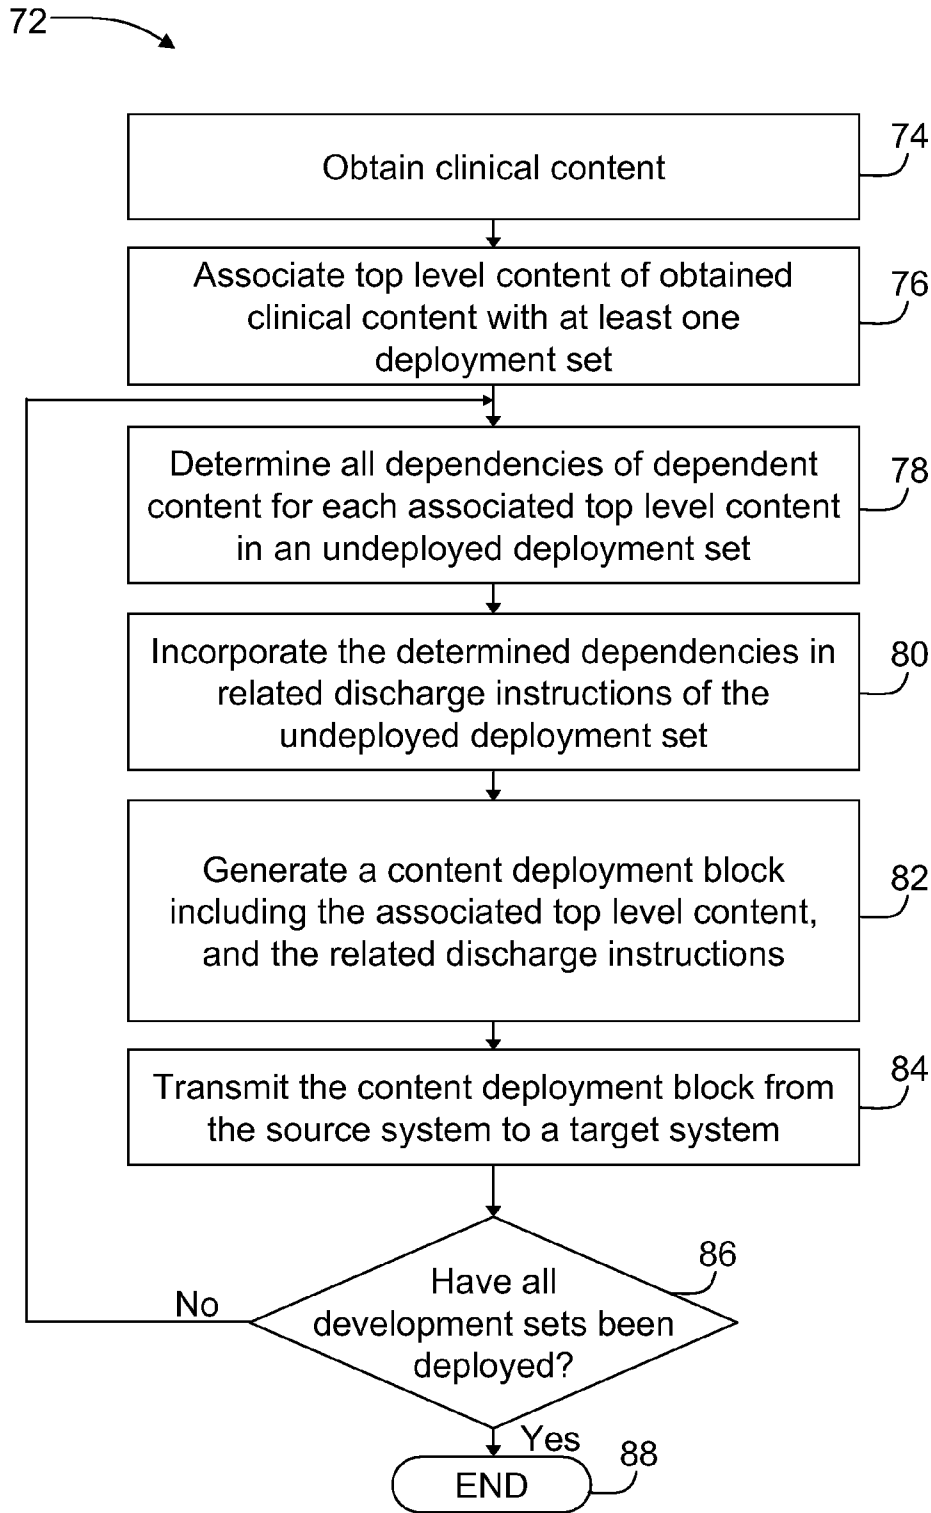 72
Obtain clinical content
74
Associate top level content of obtained
clinical content with at least one
deployment set
76
Determine all dependencies of dependent
content for each associated top level content
in an undeployed deployment set
78
Incorporate the determined dependencies in
related discharge instructions of the
undeployed deployment set
80
Generate a content deployment block
including the associated top level content,
and the related discharge instructions
82
Transmit the content deployment block from
the source system to a target system
84
Have all
development sets been
deployed?
86
No
Yes
END
88